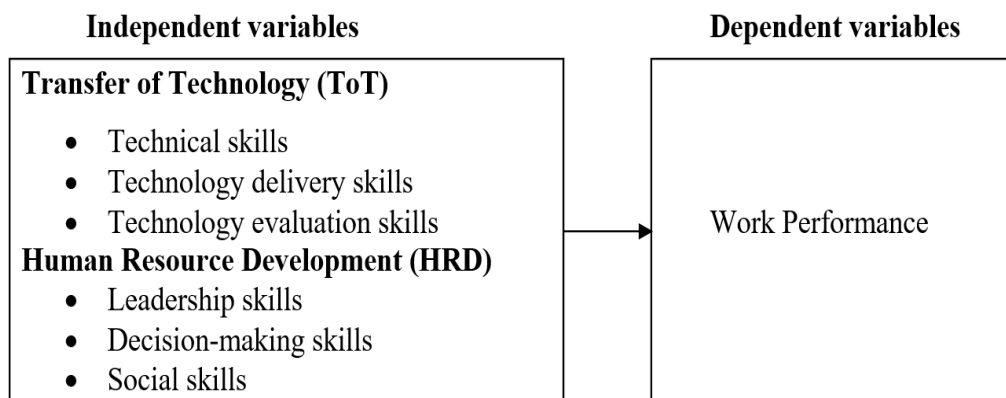 Independent variables
Dependent variables
Transfer of Technology (ToT)
• Technical skills
• Technology delivery skills
• Technology evaluation skills
Human Resource Development (HRD)
• Leadership skills
• Decision-making skills
• Social skills
Work Performance